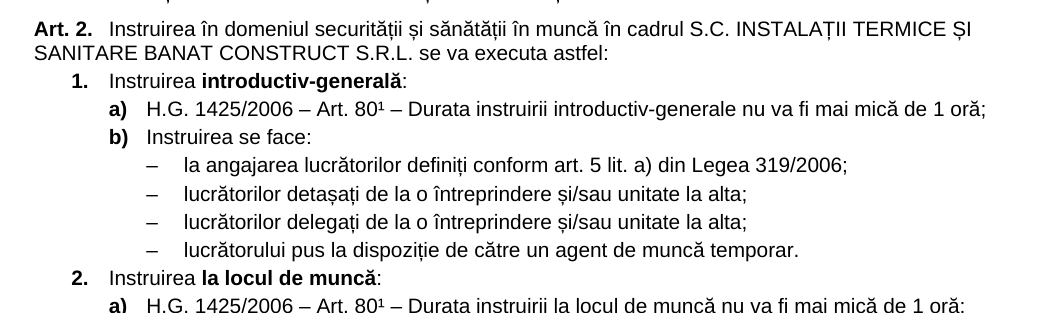 Art. 2. Instruirea în domeniul securității și sănătății în muncă în cadrul S.C. INSTALAȚII TERMICE ȘI
SANITARE BANAT CONSTRUCT S.R.L. se va executa astfel:
1. Instruirea introductiv-generală:
a) H.G. 1425/2006 – Art. 80¹ – Durata instruirii introductiv-generale nu va fi mai mică de 1 oră;
b) Instruirea se face:
– la angajarea lucrătorilor definiți conform art. 5 lit. a) din Legea 319/2006;
– lucrătorilor detașați de la o întreprindere și/sau unitate la alta;
– lucrătorilor delegați de la o întreprindere și/sau unitate la alta;
– lucrătorului pus la dispoziție de către un agent de muncă temporar.
2. Instruirea la locul de muncă:
a) H.G. 1425/2006 – Art. 80¹ – Durata instruirii la locul de muncă nu va fi mai mică de 1 oră;